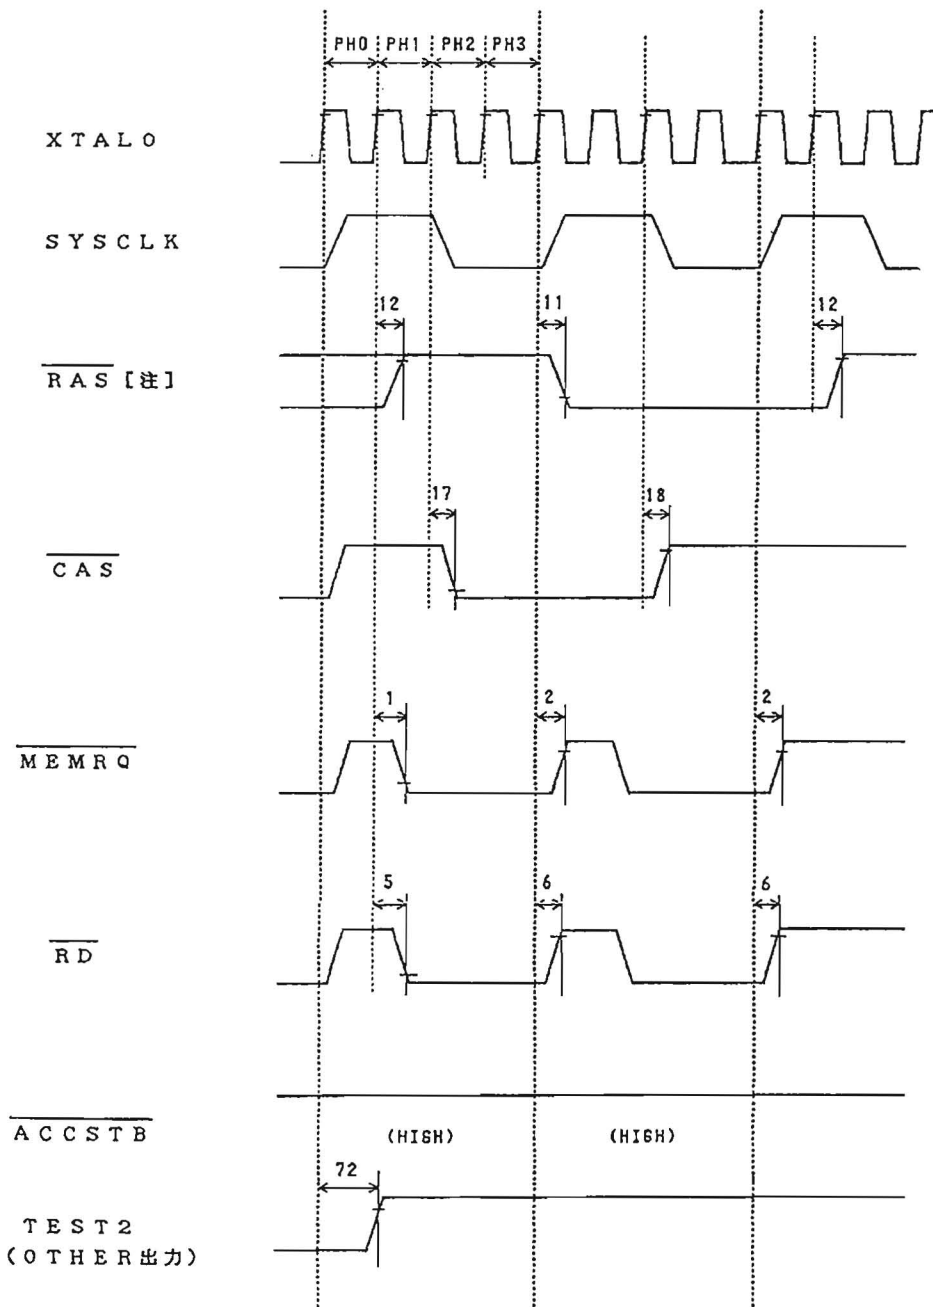 PH0 PH1 PH2 PH3
XTALO
SYSCLK
12 11 12
RAS [注]
17 18
CAS
1 2 2
MEMRQ
5 6 6
RD
ACCSTB
(HIGH) (HIGH)
72
TEST2
(OTHER出力)